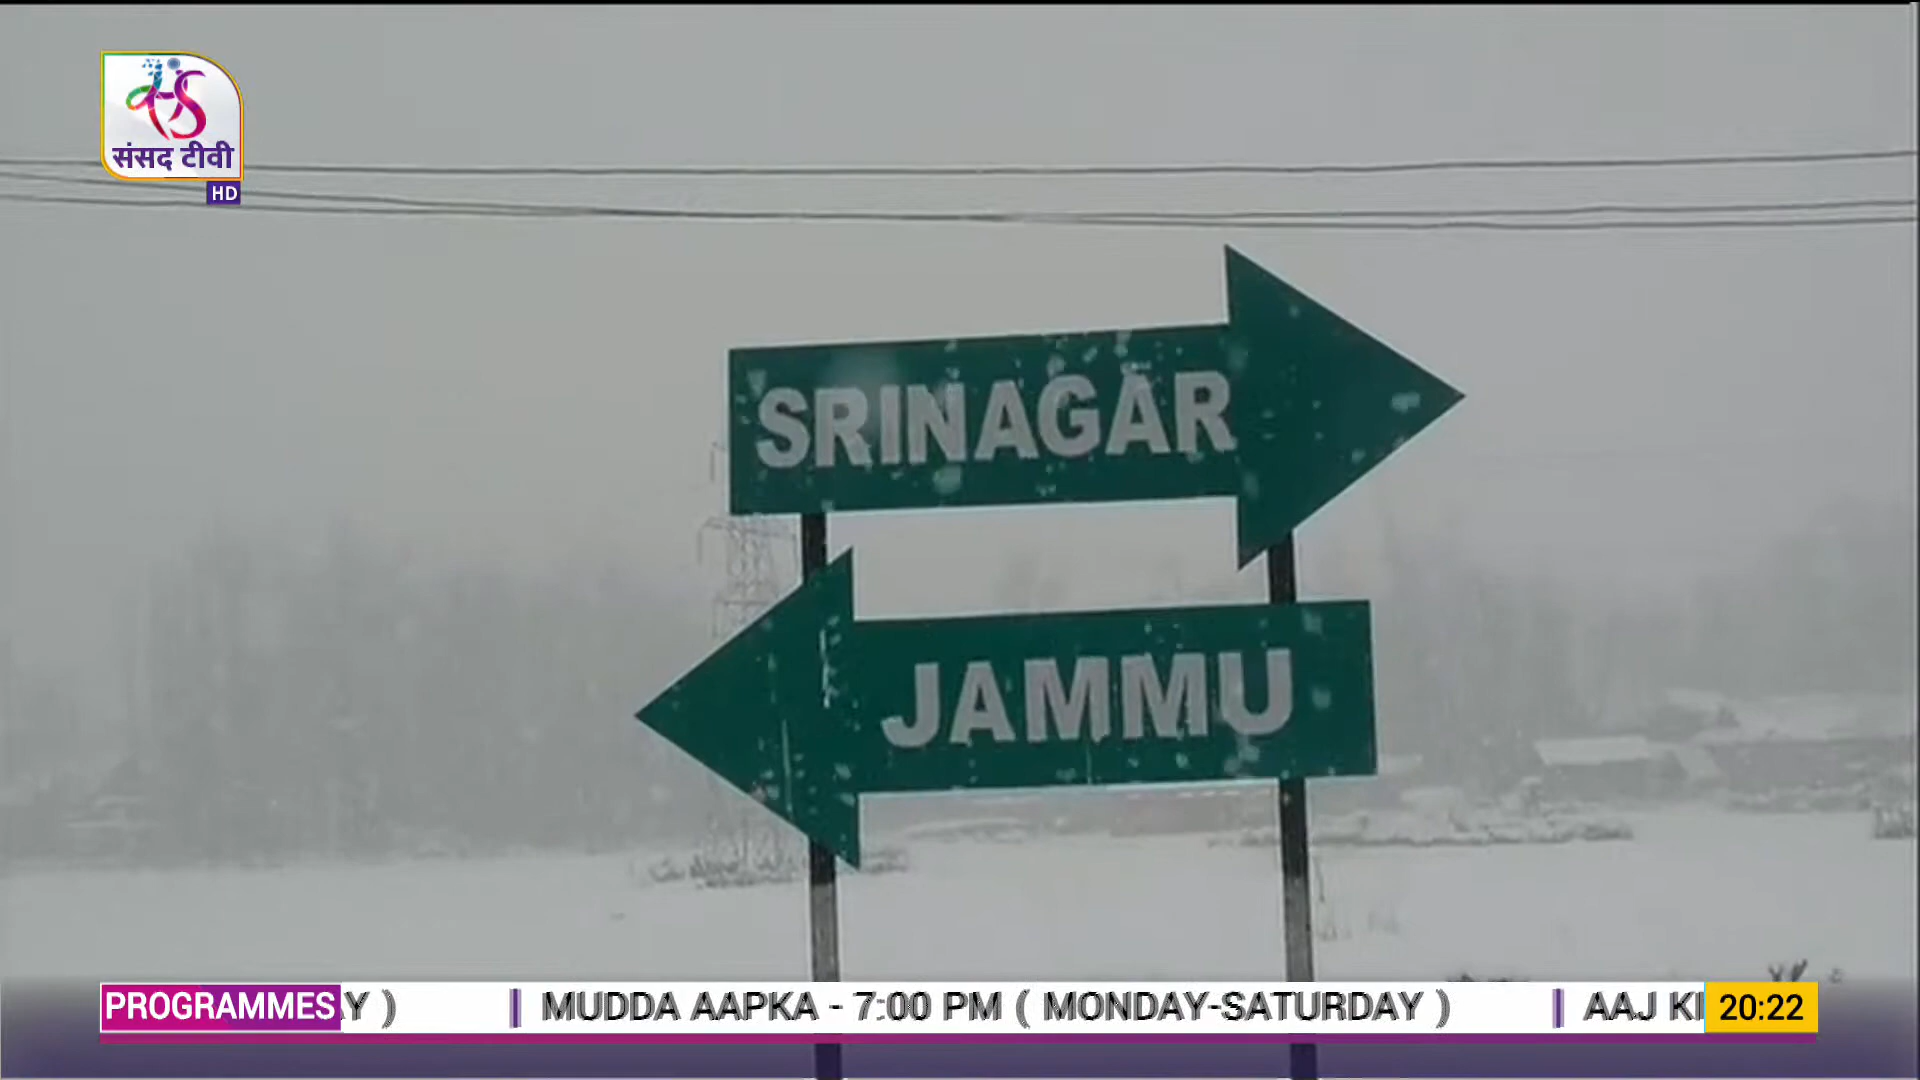 संसद टीवी
HD
SRINAGAR
JAMMU
PROGRAMMES Y ) | MUDDA AAPKA - 7:00 PM ( MONDAY-SATURDAY ) | AAJ KI 20:22